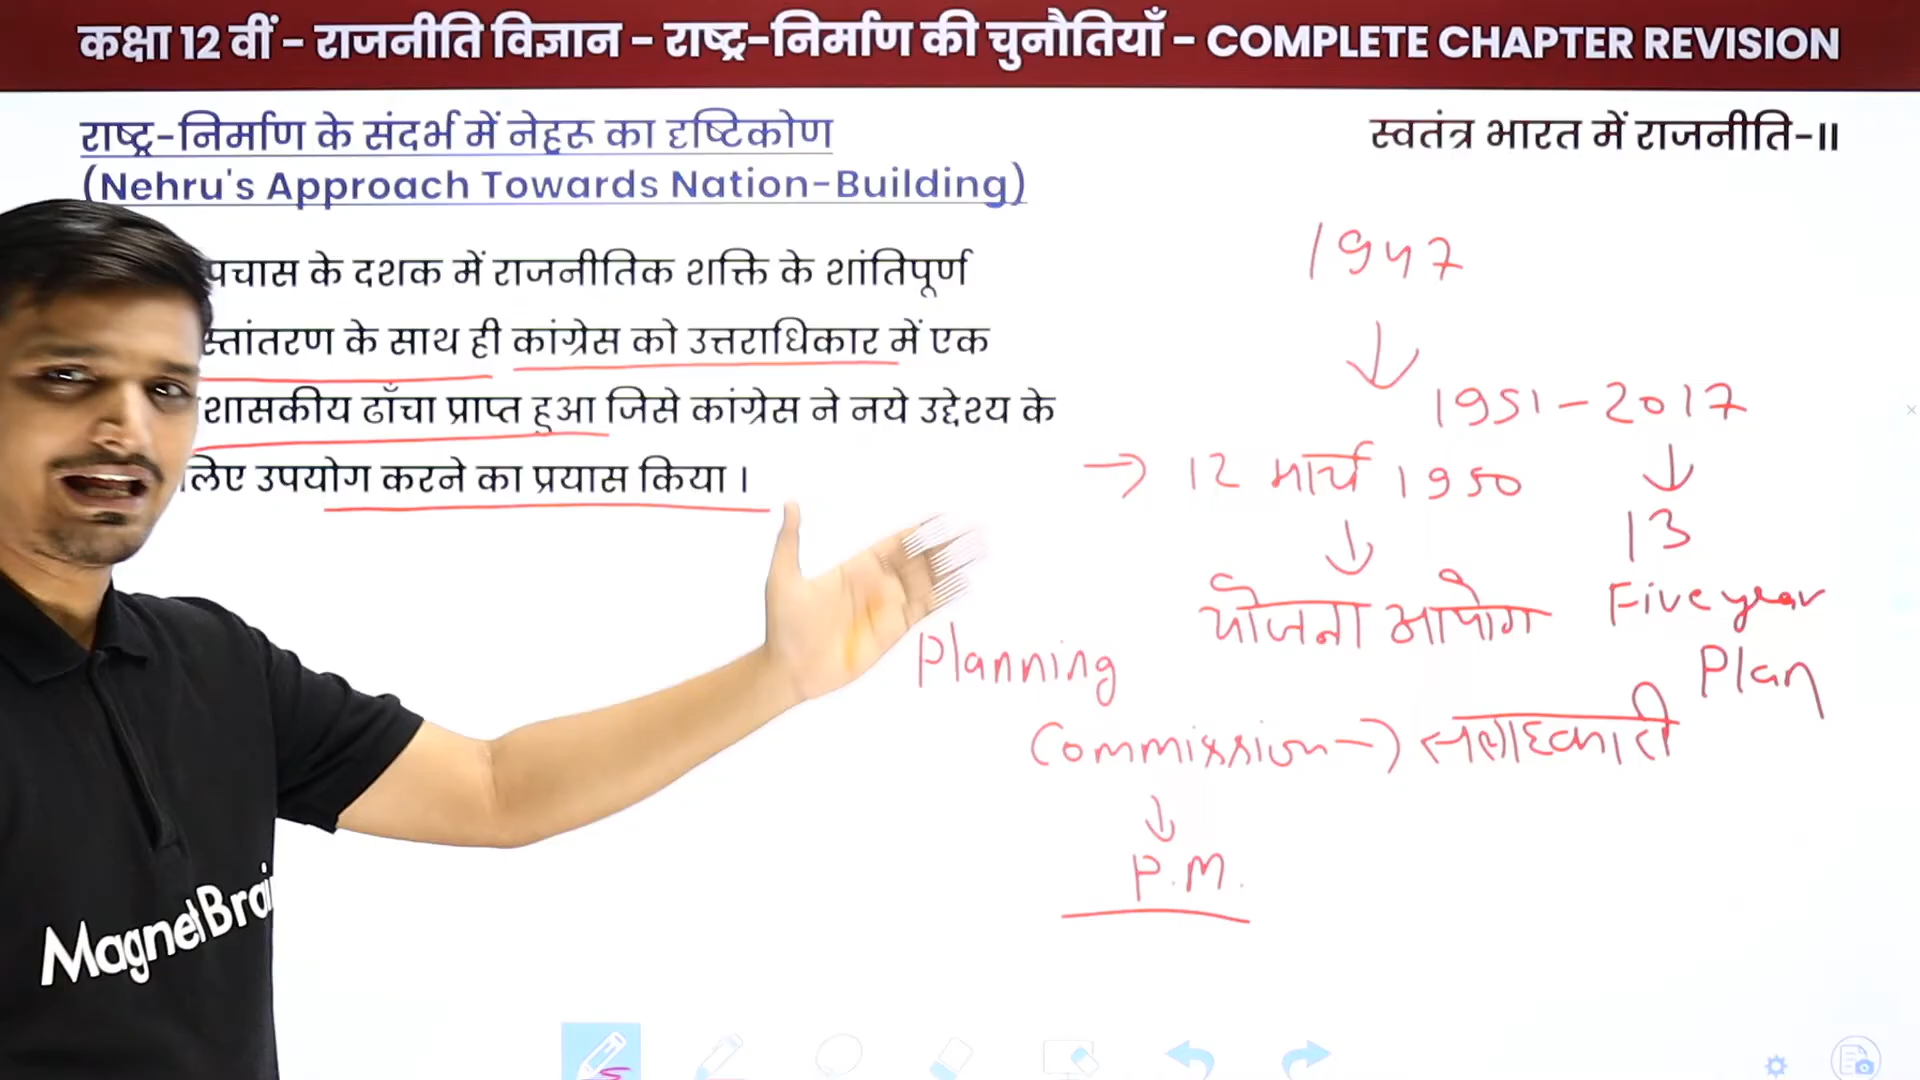 कक्षा 12 वीं - राजनीति विज्ञान - राष्ट्र-निर्माण की चुनौतियाँ - COMPLETE CHAPTER REVISION
राष्ट्र-निर्माण के संदर्भ में नेहरू का दृष्टिकोण
(Nehru's Approach Towards Nation-Building)
स्वतंत्र भारत में राजनीति-II
पचास के दशक में राजनीतिक शक्ति के शांतिपूर्ण
स्तांतरण के साथ ही कांग्रेस को उत्तराधिकार में एक
शासकीय ढाँचा प्राप्त हुआ जिसे कांग्रेस ने नये उद्देश्य के
लिए उपयोग करने का प्रयास किया ।
1947
1951-2017
→ 12 मार्च 1950
13
योजना आयोग
Five year
Plan
Planning
Commission → सलाहकारी
P.M.
MagnetBrai